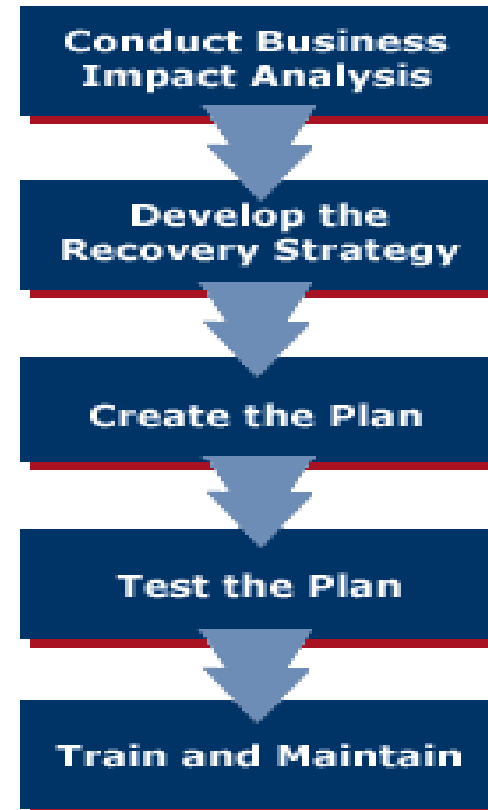 Conduct Business
Impact Analysis
Develop the
Recovery Strategy
Create the Plan
Test the Plan
Train and Maintain